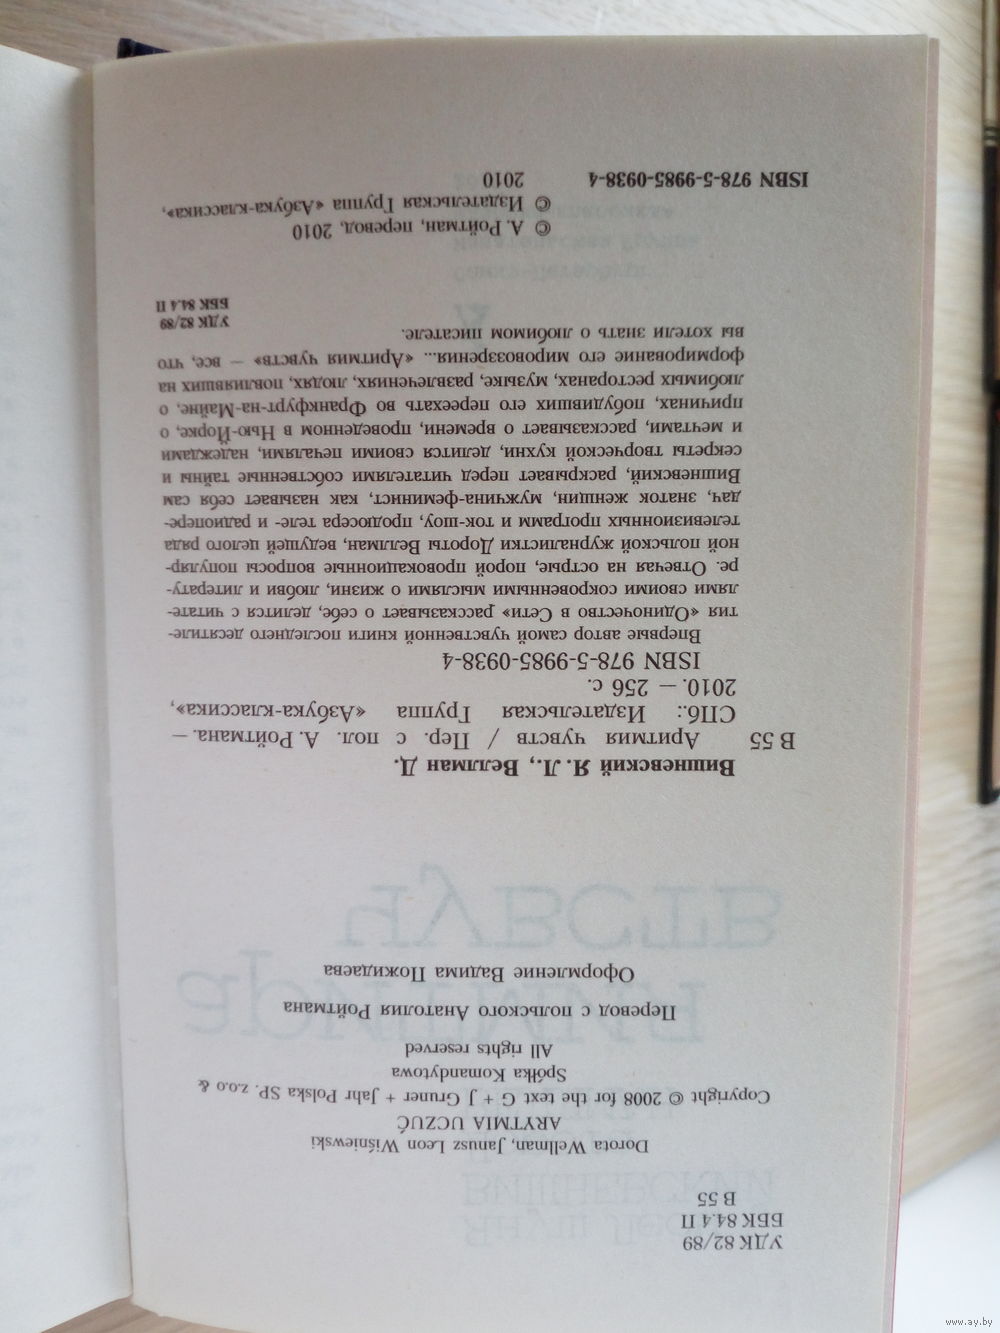 УДК 82/89
ББК 84.4 П
В 55
Dorota Wellman, Janusz Leon Wiśniewski
ARYTMIA UCZUĆ
Copyright © 2008 for the text G + J Gruner + Jahr Polska SP. z.o.o &
Spółka Komandytowa
All rights reserved
Перевод с польского Анатолия Ройтмана
Оформление Вадима Пожидаева
Вишневский Я. Л., Веллман Д.
В 55 Аритмия чувств / Пер. с пол. А. Ройтмана. —
СПб.: Издательская Группа «Азбука-классика»,
2010. — 256 с.
ISBN 978-5-9985-0938-4
Впервые автор самой чувственной книги последнего десятиле-
тия «Одиночество в Сети» рассказывает о себе, делится с читате-
лями своими сокровенными мыслями о жизни, любви и литерату-
ре. Отвечая на острые, порой провокационные вопросы популяр-
ной польской журналистки Дороты Веллман, ведущей целого ряда
телевизионных программ и ток-шоу, продюсера теле- и радиопере-
дач, знаток женщин, мужчина-феминист, как называет себя сам
Вишневский, раскрывает перед читателями собственные тайны и
секреты творческой кухни, делится своими печалями, надеждами
и мечтами, рассказывает о времени, проведенном в Нью-Йорке, о
причинах, побудивших его переехать во Франкфурт-на-Майне, о
любимых ресторанах, музыке, развлечениях, людях, повлиявших на
формирование его мировоззрения... «Аритмия чувств» — все, что
вы хотели знать о любимом писателе.
УДК 82/89
ББК 84.4 П
© А. Ройтман, перевод, 2010
© Издательская Группа «Азбука-классика»,
2010
ISBN 978-5-9985-0938-4
www.ay.by